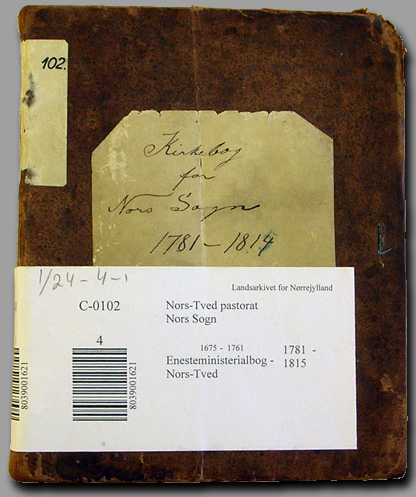 102.
Kirkebog
for
Nors Sogn
1781 - 1814
1/24 - 4 - 1
Landsarkivet for Nørrejylland
C-0102
Nors-Tved pastorat
Nors Sogn
4
1675 - 1761
Enesteministerialbog -
Nors-Tved
1781 -
1815
8039001621
8039001621